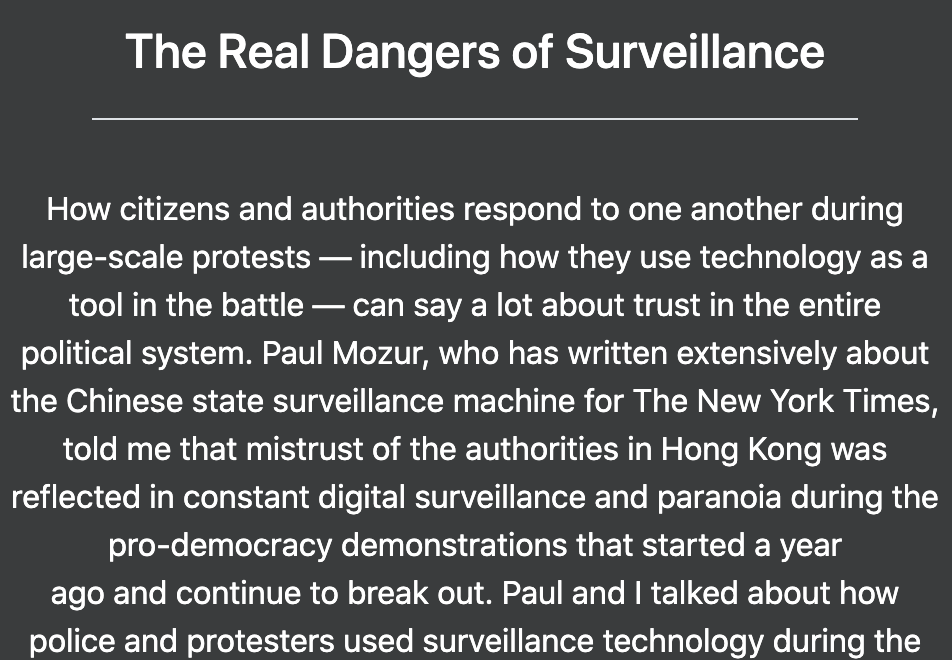 The Real Dangers of Surveillance
How citizens and authorities respond to one another during
large-scale protests — including how they use technology as a
tool in the battle — can say a lot about trust in the entire
political system. Paul Mozur, who has written extensively about
the Chinese state surveillance machine for The New York Times,
told me that mistrust of the authorities in Hong Kong was
reflected in constant digital surveillance and paranoia during the
pro-democracy demonstrations that started a year
ago and continue to break out. Paul and I talked about how
police and protesters used surveillance technology during the